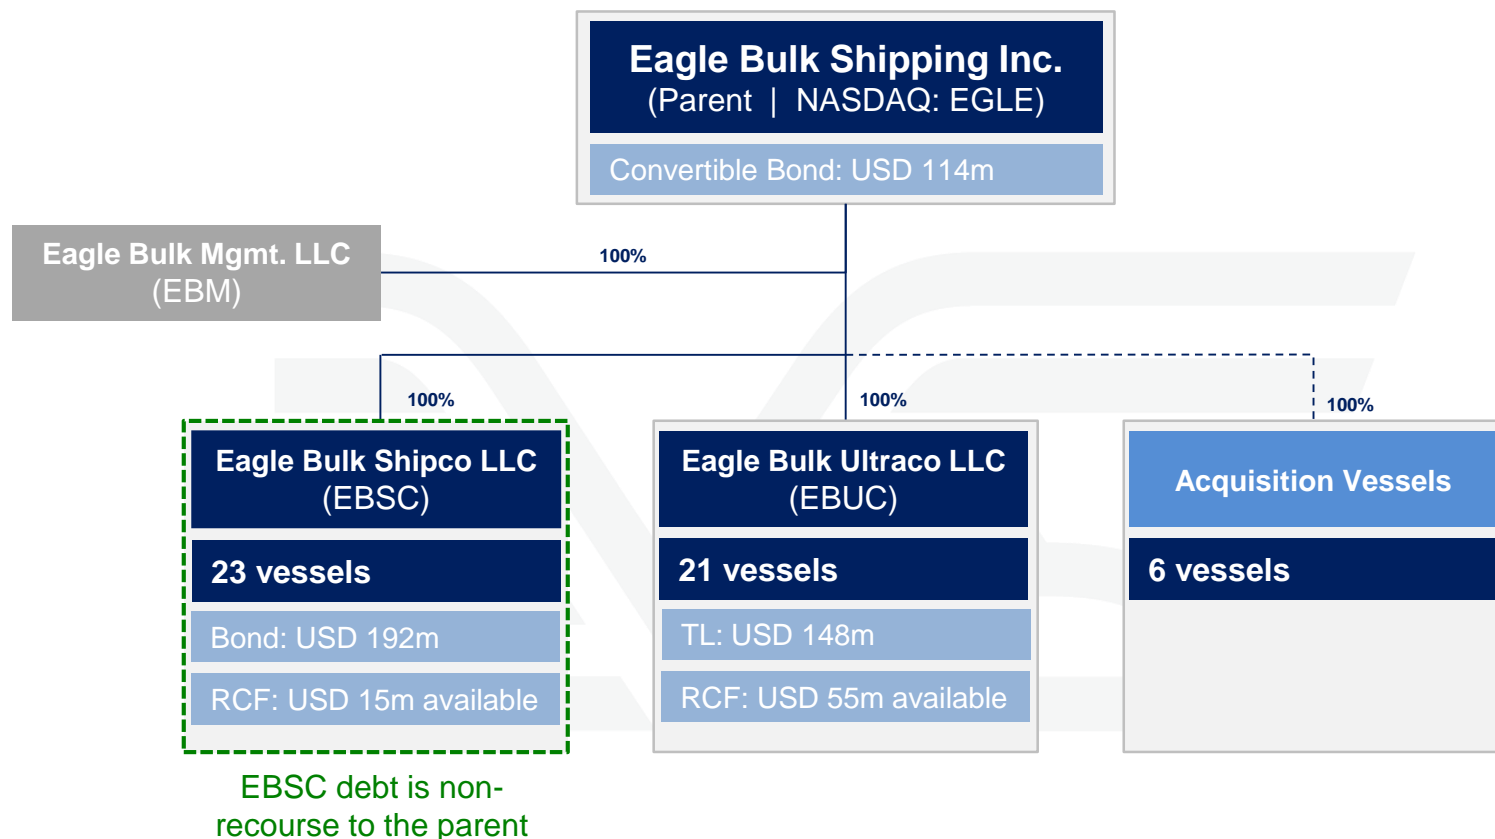 Eagle Bulk Shipping Inc.
(Parent | NASDAQ: EGLE)
Convertible Bond: USD 114m
Eagle Bulk Mgmt. LLC
(EBM)
100%
100%
100%
100%
Eagle Bulk Shipco LLC
(EBSC)
23 vessels
Bond: USD 192m
RCF: USD 15m available
Eagle Bulk Ultraco LLC
(EBUC)
21 vessels
TL: USD 148m
RCF: USD 55m available
Acquisition Vessels
6 vessels
EBSC debt is non-
recourse to the parent